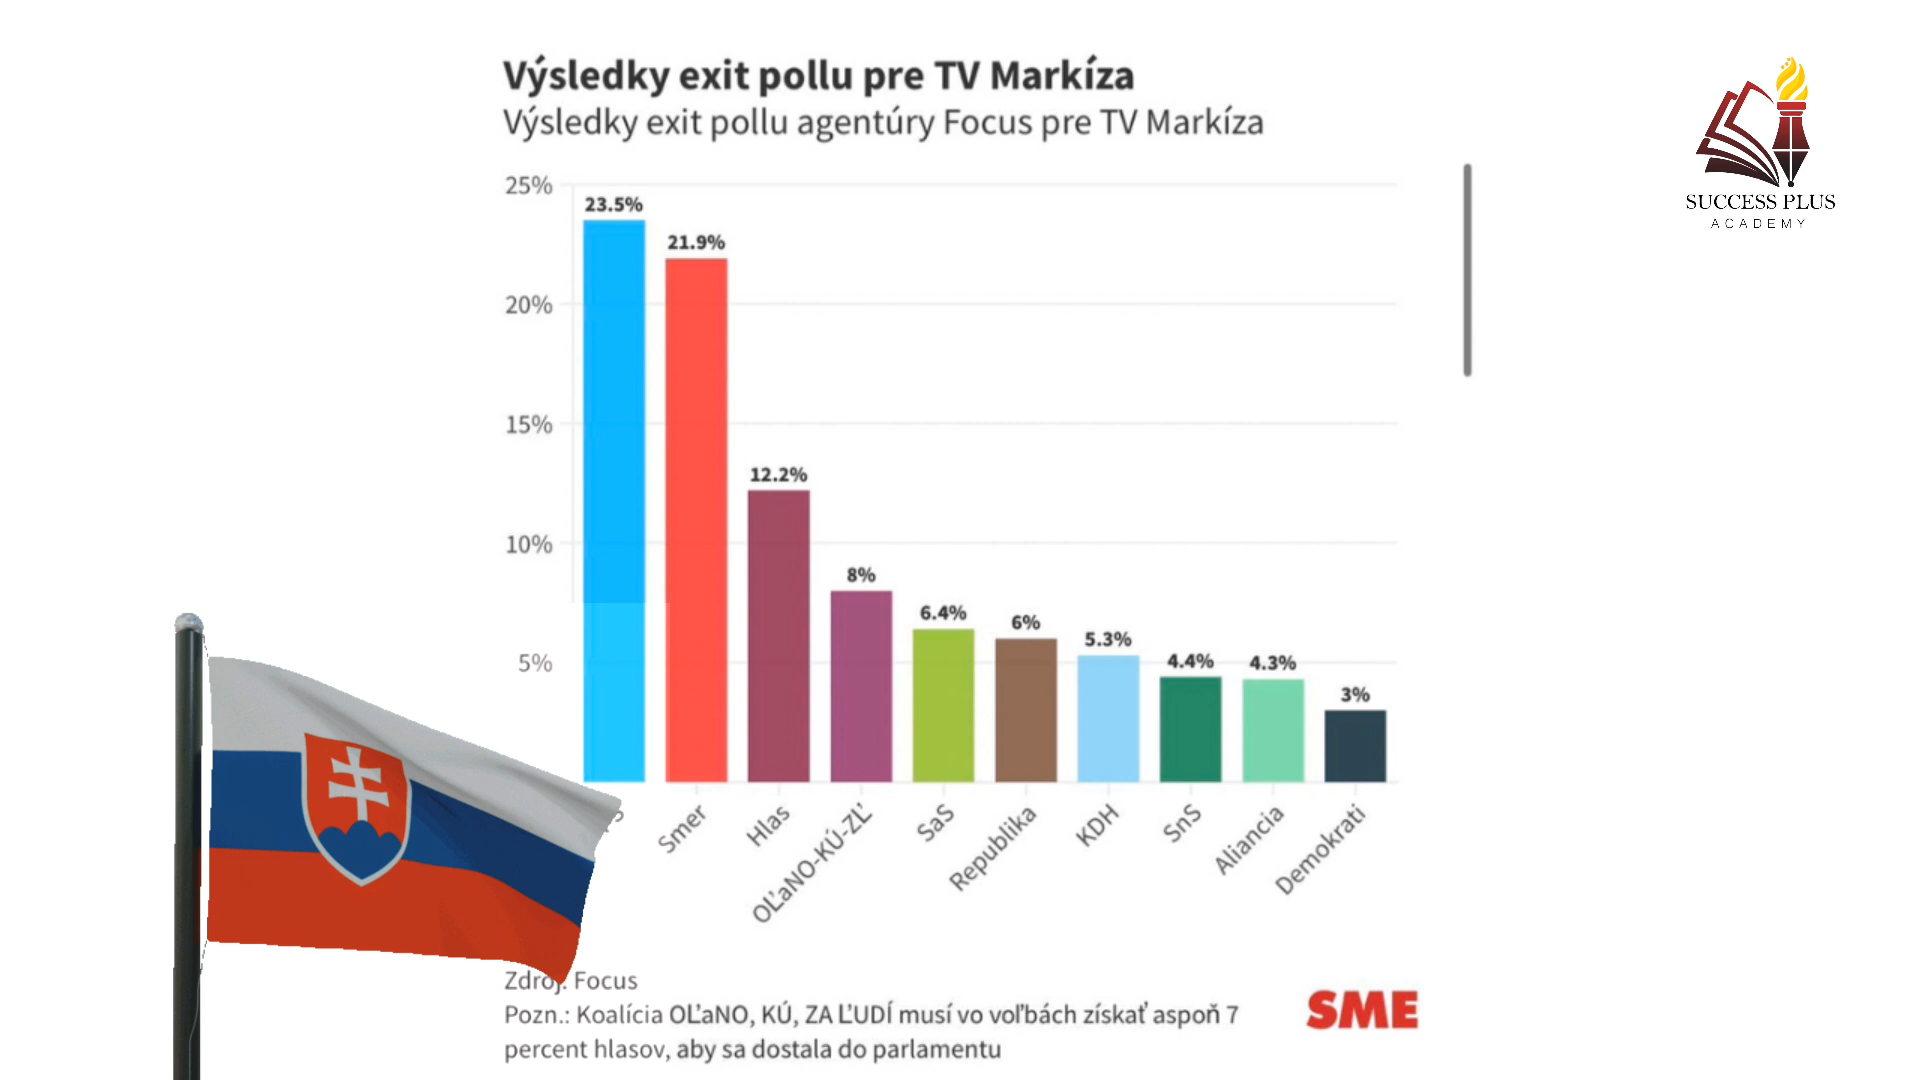 Výsledky exit pollu pre TV Markíza
Výsledky exit pollu agentúry Focus pre TV Markíza
SUCCESS PLUS
ACADEMY
25%
23.5%
21.9%
20%
15%
12.2%
10%
8%
6.4%
6%
5.3%
5%
4.4%
4.3%
3%
Smer
Hlas
OĽaNO-KÚ-ZĽ
SaS
Republika
KDH
SnS
Aliancia
Demokrati
Zdroj: Focus
Pozn.: Koalícia OĽaNO, KÚ, ZA ĽUDÍ musí vo voľbách získať aspoň 7
percent hlasov, aby sa dostala do parlamentu
SME